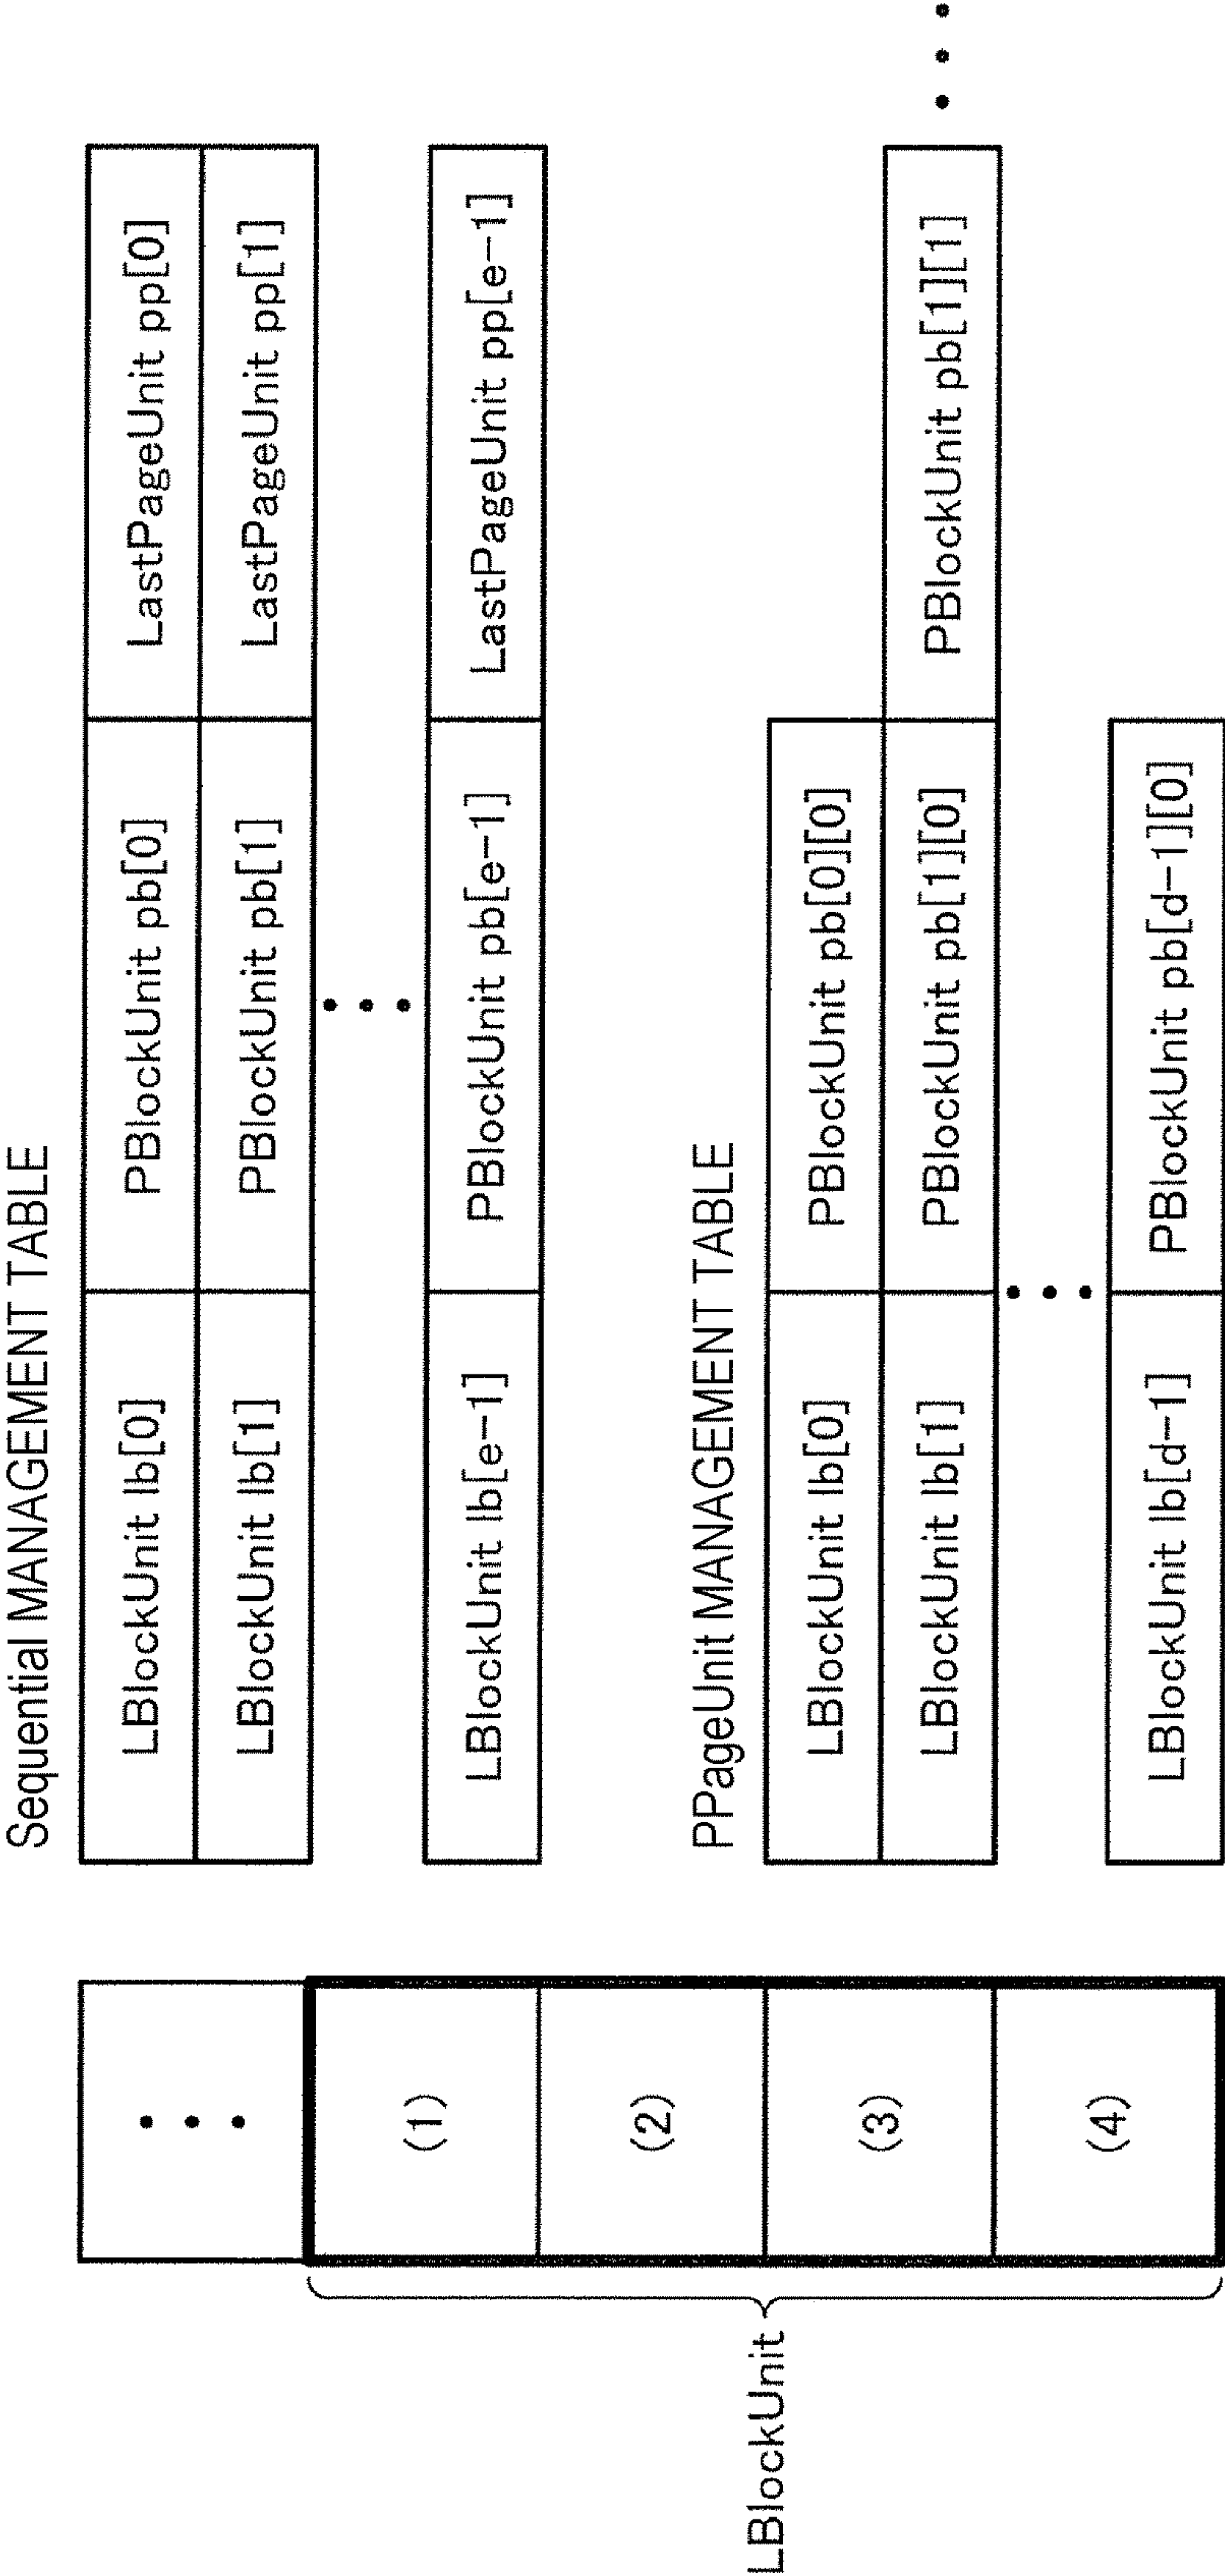 LBlockUnit
(1)
(2)
(3)
(4)
Sequential MANAGEMENT TABLE
LBlockUnit lb[0] PBlockUnit pb[0] LastPageUnit pp[0]
LBlockUnit lb[1] PBlockUnit pb[1] LastPageUnit pp[1]
LBlockUnit lb[e-1] PBlockUnit pb[e-1] LastPageUnit pp[e-1]
PPageUnit MANAGEMENT TABLE
LBlockUnit lb[0] PBlockUnit pb[0][0]
LBlockUnit lb[1] PBlockUnit pb[1][0] PBlockUnit pb[1][1]
LBlockUnit lb[d-1] PBlockUnit pb[d-1][0]